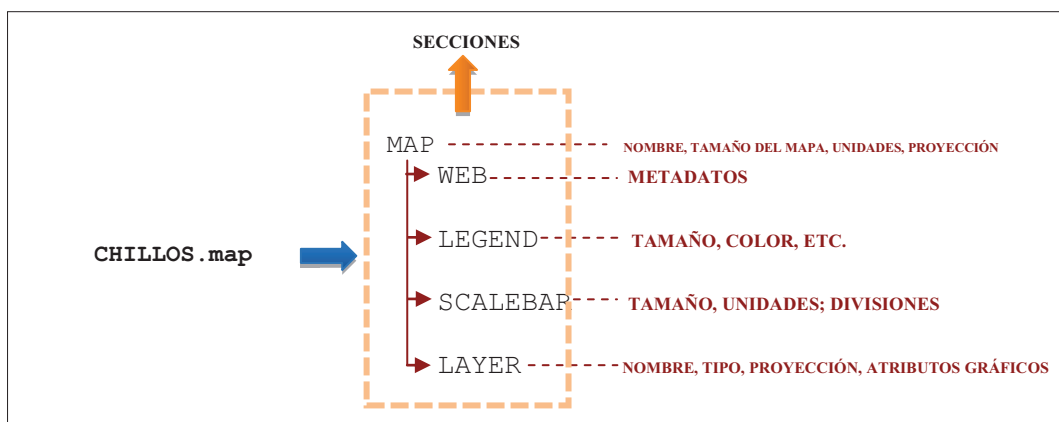 SECCIONES
MAP NOMBRE, TAMAÑO DEL MAPA, UNIDADES, PROYECCIÓN
WEB METADATOS
LEGEND TAMAÑO, COLOR, ETC.
CHILLOS.map
SCALEBAR TAMAÑO, UNIDADES; DIVISIONES
LAYER NOMBRE, TIPO, PROYECCIÓN, ATRIBUTOS GRÁFICOS